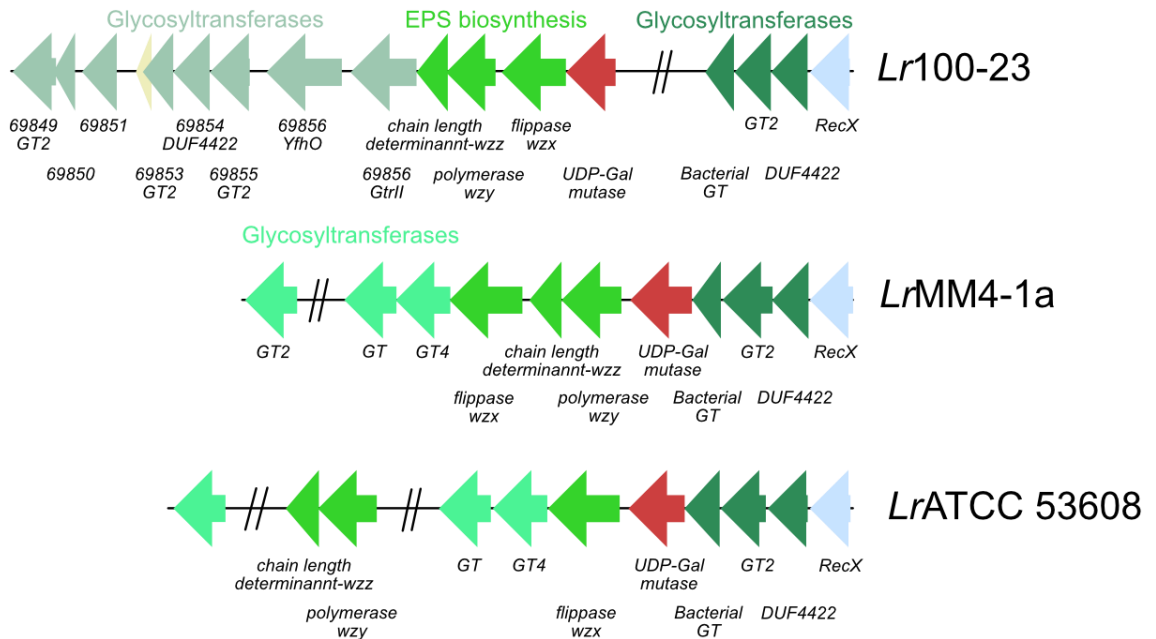 Glycosyltransferases EPS biosynthesis Glycosyltransferases
Lr100-23
69849 69851 69854 69856 chain length flippase GT2 RecX
GT2 DUF4422 YfhO determinannt-wzz wzx
69850 69853 69855 69856 polymerase UDP-Gal Bacterial DUF4422
GT2 GT2 GtrII wzy mutase GT
Glycosyltransferases
LrMM4-1a
GT2 GT GT4 chain length UDP-Gal GT2 RecX
determinannt-wzz mutase
flippase polymerase Bacterial DUF4422
wzx wzy GT
LrATCC 53608
chain length GT GT4 UDP-Gal GT2 RecX
determinannt-wzz mutase
polymerase flippase Bacterial DUF4422
wzy wzx GT